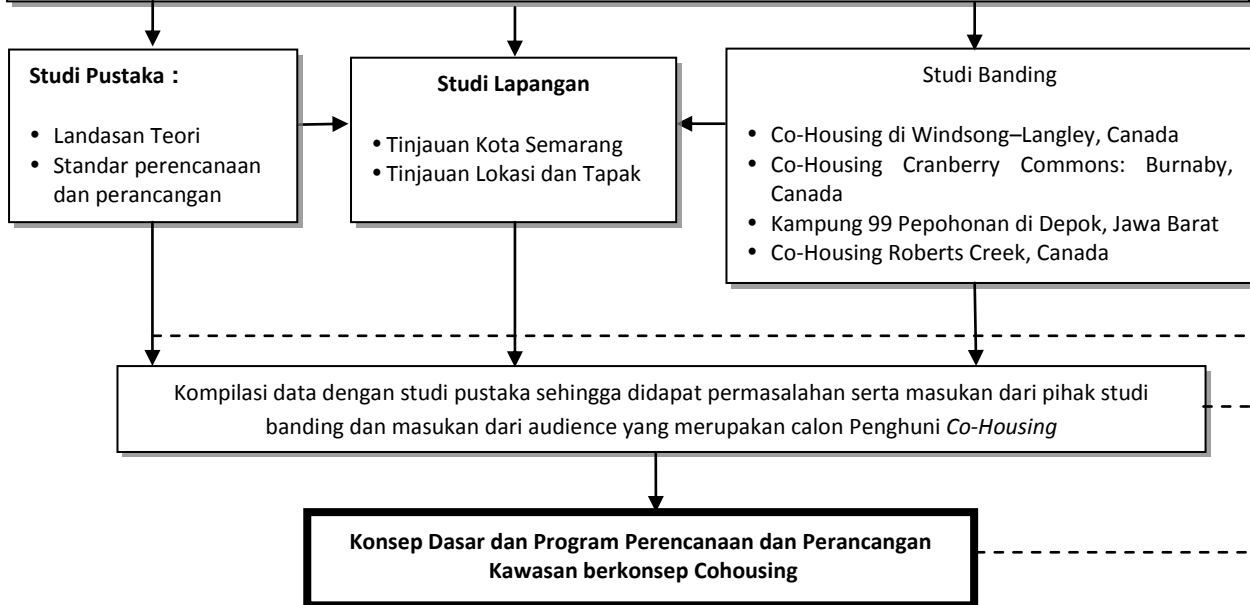 Studi Pustaka :
• Landasan Teori
• Standar perencanaan
dan perancangan
Studi Lapangan
• Tinjauan Kota Semarang
• Tinjauan Lokasi dan Tapak
Studi Banding
• Co-Housing di Windsong–Langley, Canada
• Co-Housing Cranberry Commons: Burnaby,
Canada
• Kampung 99 Pepohonan di Depok, Jawa Barat
• Co-Housing Roberts Creek, Canada
Kompilasi data dengan studi pustaka sehingga didapat permasalahan serta masukan dari pihak studi
banding dan masukan dari audience yang merupakan calon Penghuni Co-Housing
Konsep Dasar dan Program Perencanaan dan Perancangan
Kawasan berkonsep Cohousing